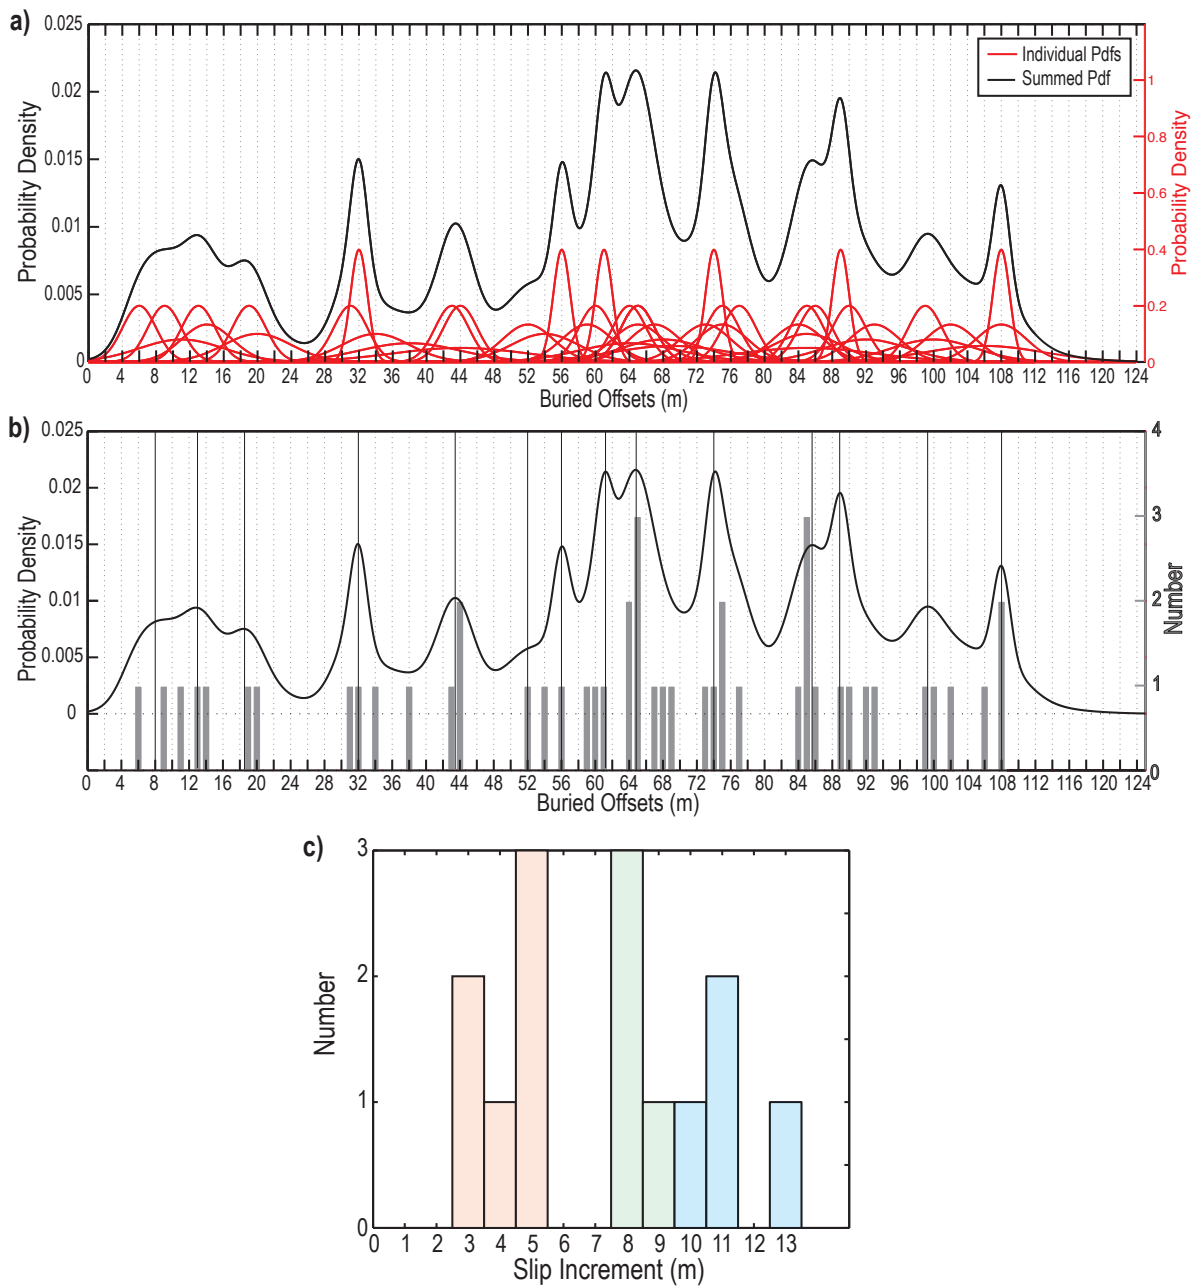 a)
0.025
0.02
0.015
0.01
0.005
0
Probability Density
Individual Pdfs
Summed Pdf
1
0.8
0.6
0.4
0.2
0
Probability Density
0 4 8 12 16 20 24 28 32 36 40 44 48 52 56 60 64 68 72 76 80 84 88 92 96 100 104 108 112 116 120 124
Buried Offsets (m)
b)
0.025
0.02
0.015
0.01
0.005
0
Probability Density
4
3
2
1
0
Number
0 4 8 12 16 20 24 28 32 36 40 44 48 52 56 60 64 68 72 76 80 84 88 92 96 100 104 108 112 116 120 124
Buried Offsets (m)
c)
3
2
1
0
Number
0 1 2 3 4 5 6 7 8 9 10 11 12 13
Slip Increment (m)